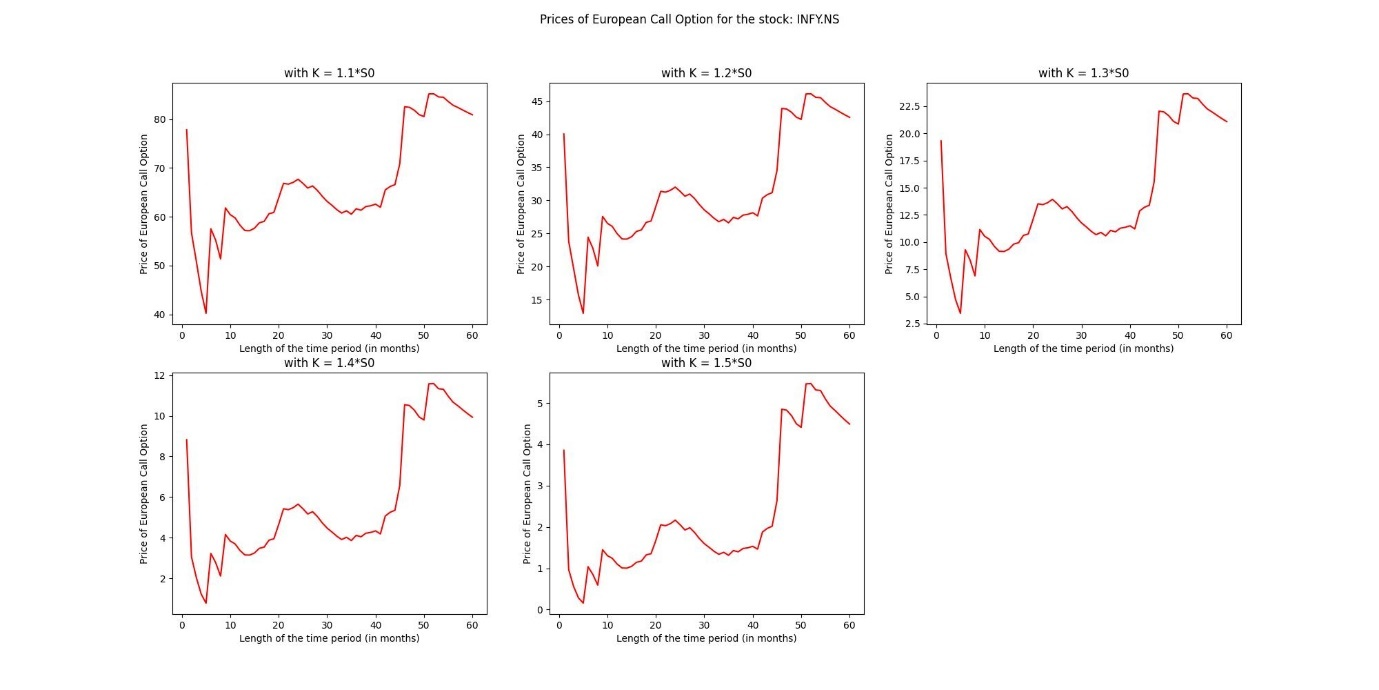 Prices of European Call Option for the stock: INFY.NS
with K = 1.1*S0
Price of European Call Option
80
70
60
50
40
0 10 20 30 40 50 60
Length of the time period (in months)
with K = 1.2*S0
Price of European Call Option
45
40
35
30
25
20
15
0 10 20 30 40 50 60
Length of the time period (in months)
with K = 1.3*S0
Price of European Call Option
22.5
20.0
17.5
15.0
12.5
10.0
7.5
5.0
2.5
0 10 20 30 40 50 60
Length of the time period (in months)
with K = 1.4*S0
Price of European Call Option
12
10
8
6
4
2
0 10 20 30 40 50 60
Length of the time period (in months)
with K = 1.5*S0
Price of European Call Option
5
4
3
2
1
0
0 10 20 30 40 50 60
Length of the time period (in months)